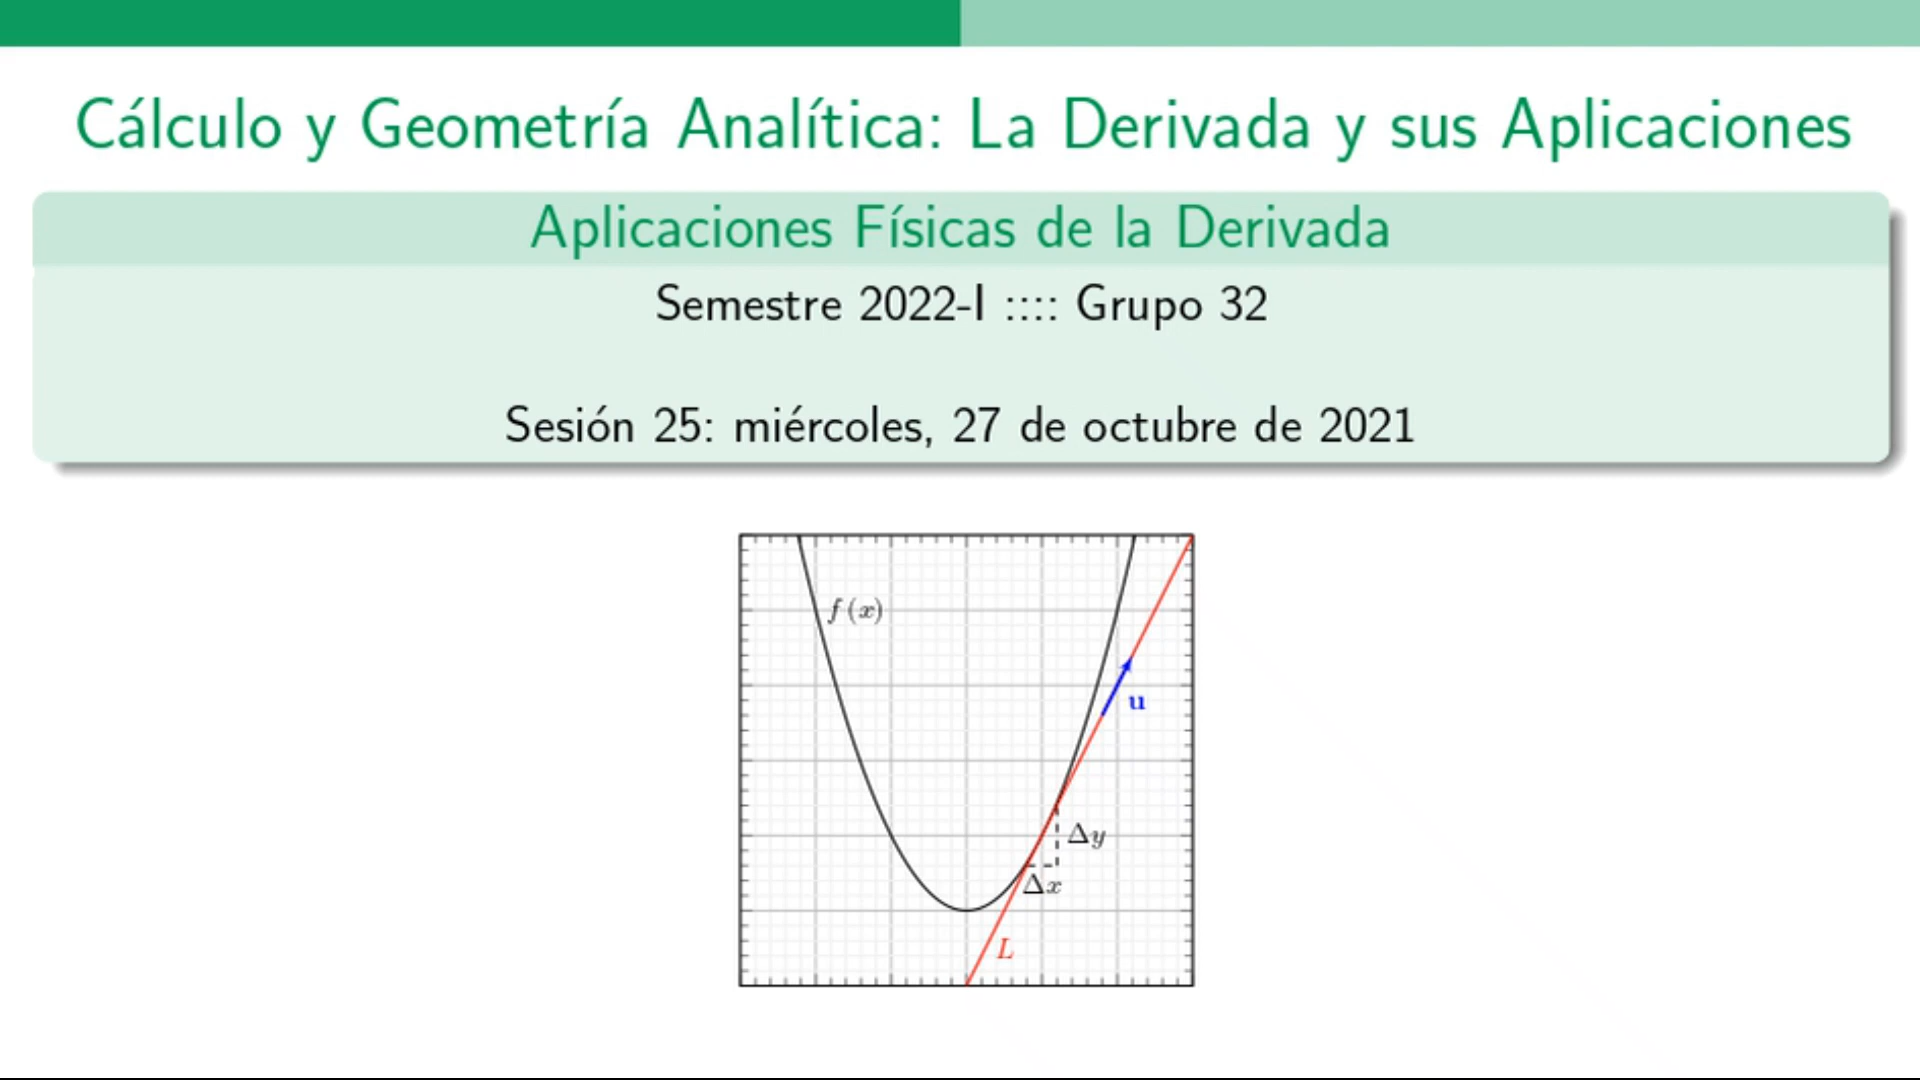 Cálculo y Geometría Analítica: La Derivada y sus Aplicaciones
Aplicaciones Físicas de la Derivada
Semestre 2022-I :::: Grupo 32
Sesión 25: miércoles, 27 de octubre de 2021
f(x)
u
Δy
Δx
L